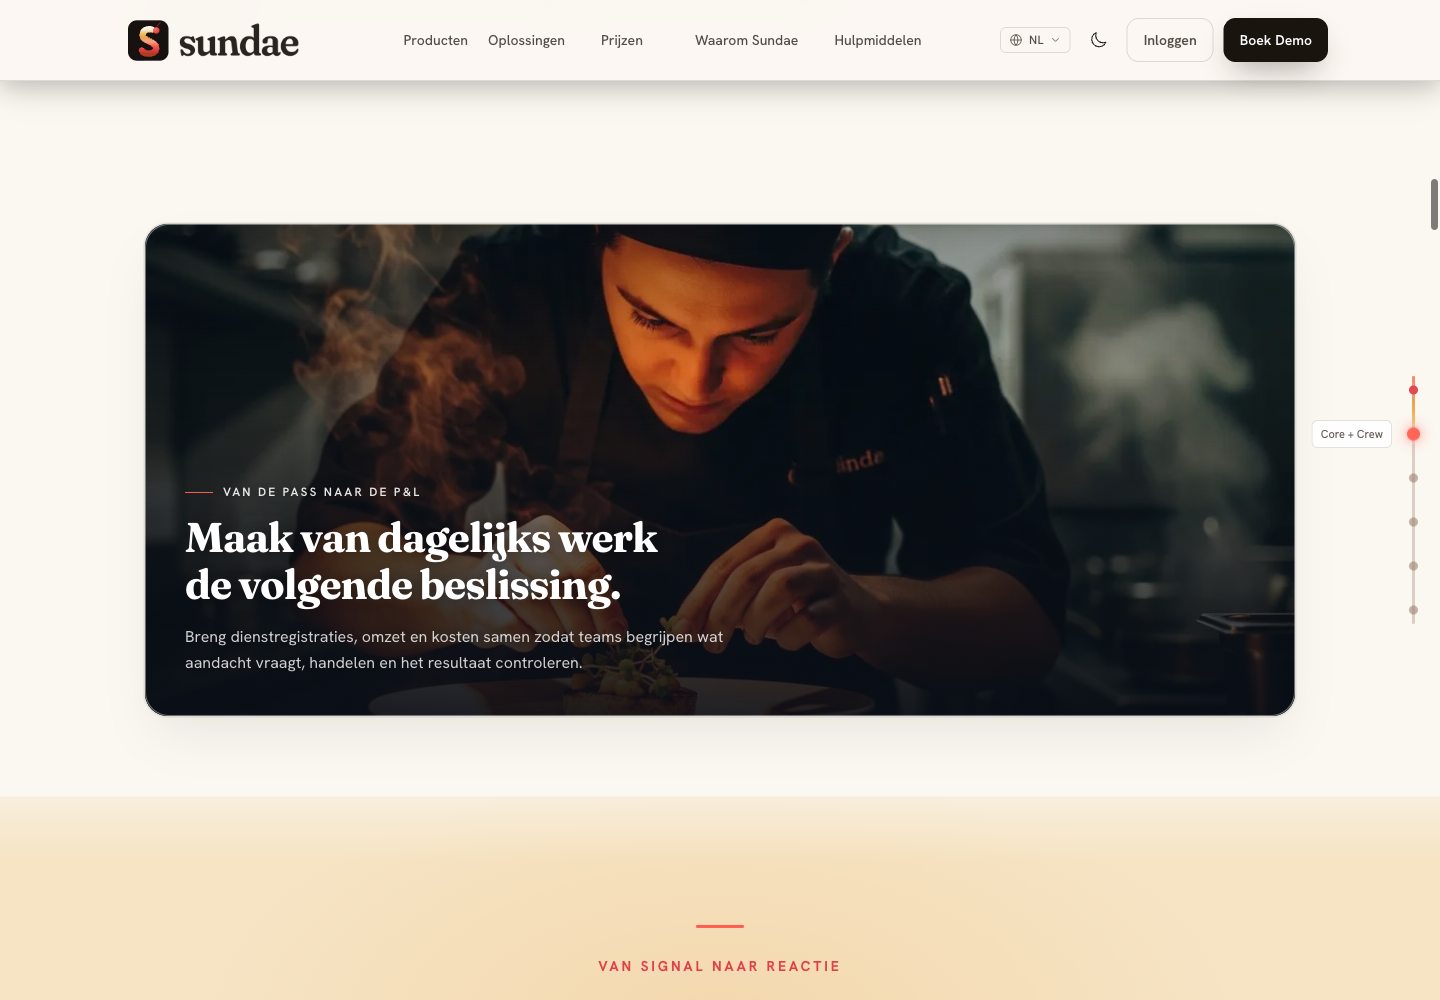 sundae
Producten
Oplossingen
Prijzen
Waarom Sundae
Hulpmiddelen
NL
Inloggen
Boek Demo
Core + Crew
VAN DE PASS NAAR DE P&L
Maak van dagelijks werk
de volgende beslissing.
Breng dienstregistraties, omzet en kosten samen zodat teams begrijpen wat
aandacht vraagt, handelen en het resultaat controleren.
VAN SIGNAL NAAR REACTIE